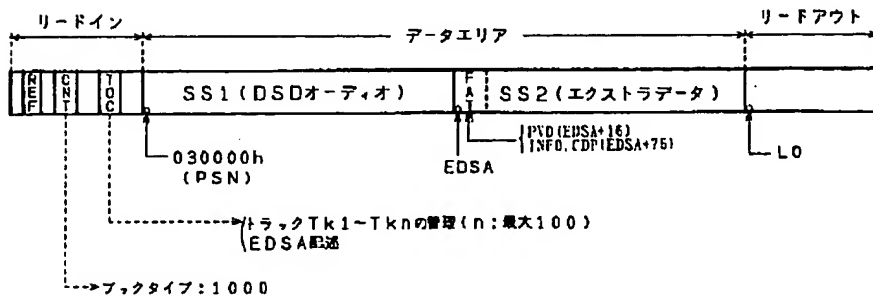 リードイン
データエリア
リードアウト
REF
CNT
TOC
SS1(DSDオーディオ)
FAT
SS2(エクストラデータ)
030000h
(PSN)
EDSA
PVD(EDSA+16)
INFO,CDP(EDSA+75)
LO
トラックTk1~Tknの管理(n:最大100)
EDSA記述
ブックタイプ:1000